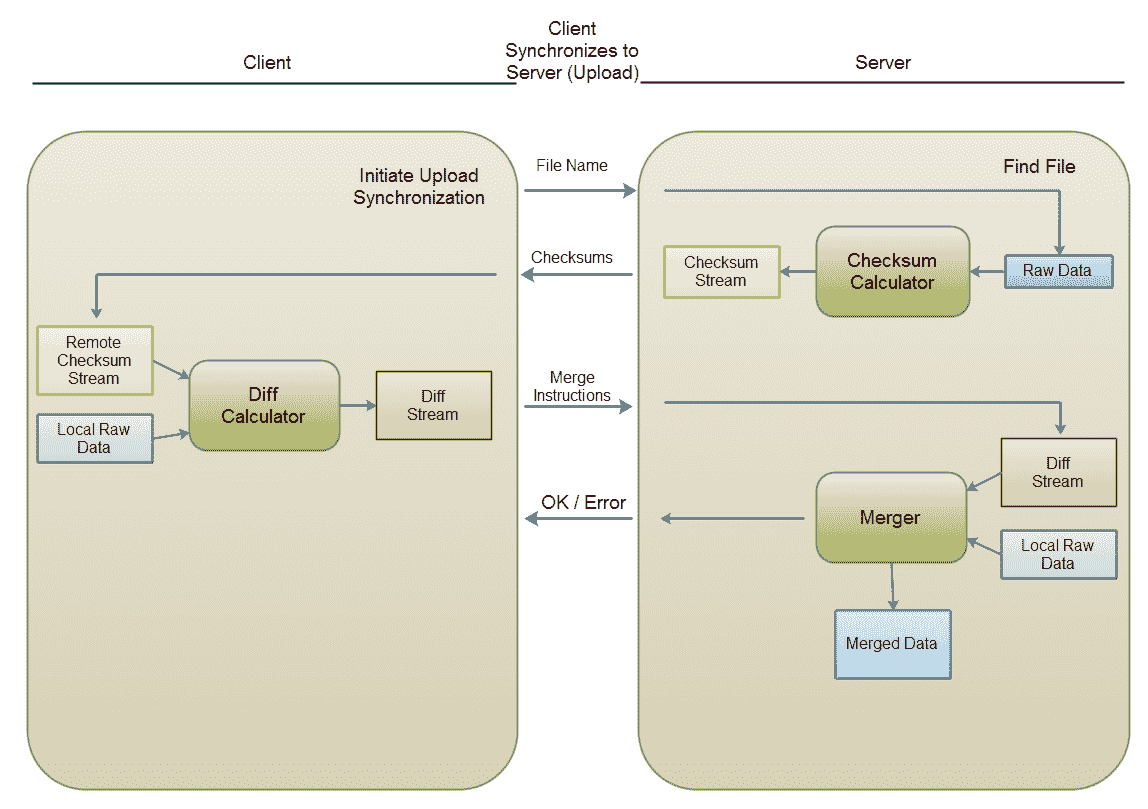 Client
Client
Synchronizes to
Server (Upload)
Server
Initiate Upload
Synchronization
File Name
Find File
Checksums
Checksum
Stream
Checksum
Calculator
Raw Data
Remote
Checksum
Stream
Local Raw
Data
Diff
Calculator
Diff
Stream
Merge
Instructions
Diff
Stream
OK / Error
Merger
Local Raw
Data
Merged Data